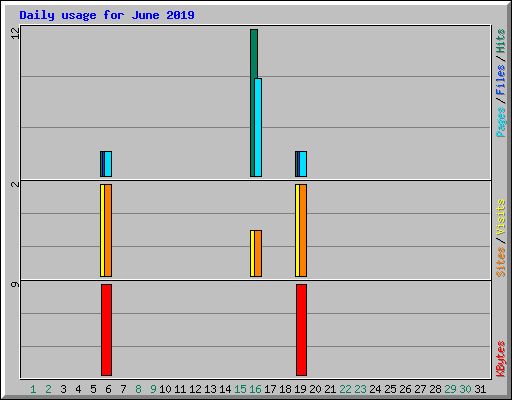 Daily usage for June 2019
12
2
9
Pages / Files / Hits
Sites / Visits
KBytes
1 2 3 4 5 6 7 8 9 10 11 12 13 14 15 16 17 18 19 20 21 22 23 24 25 26 27 28 29 30 31